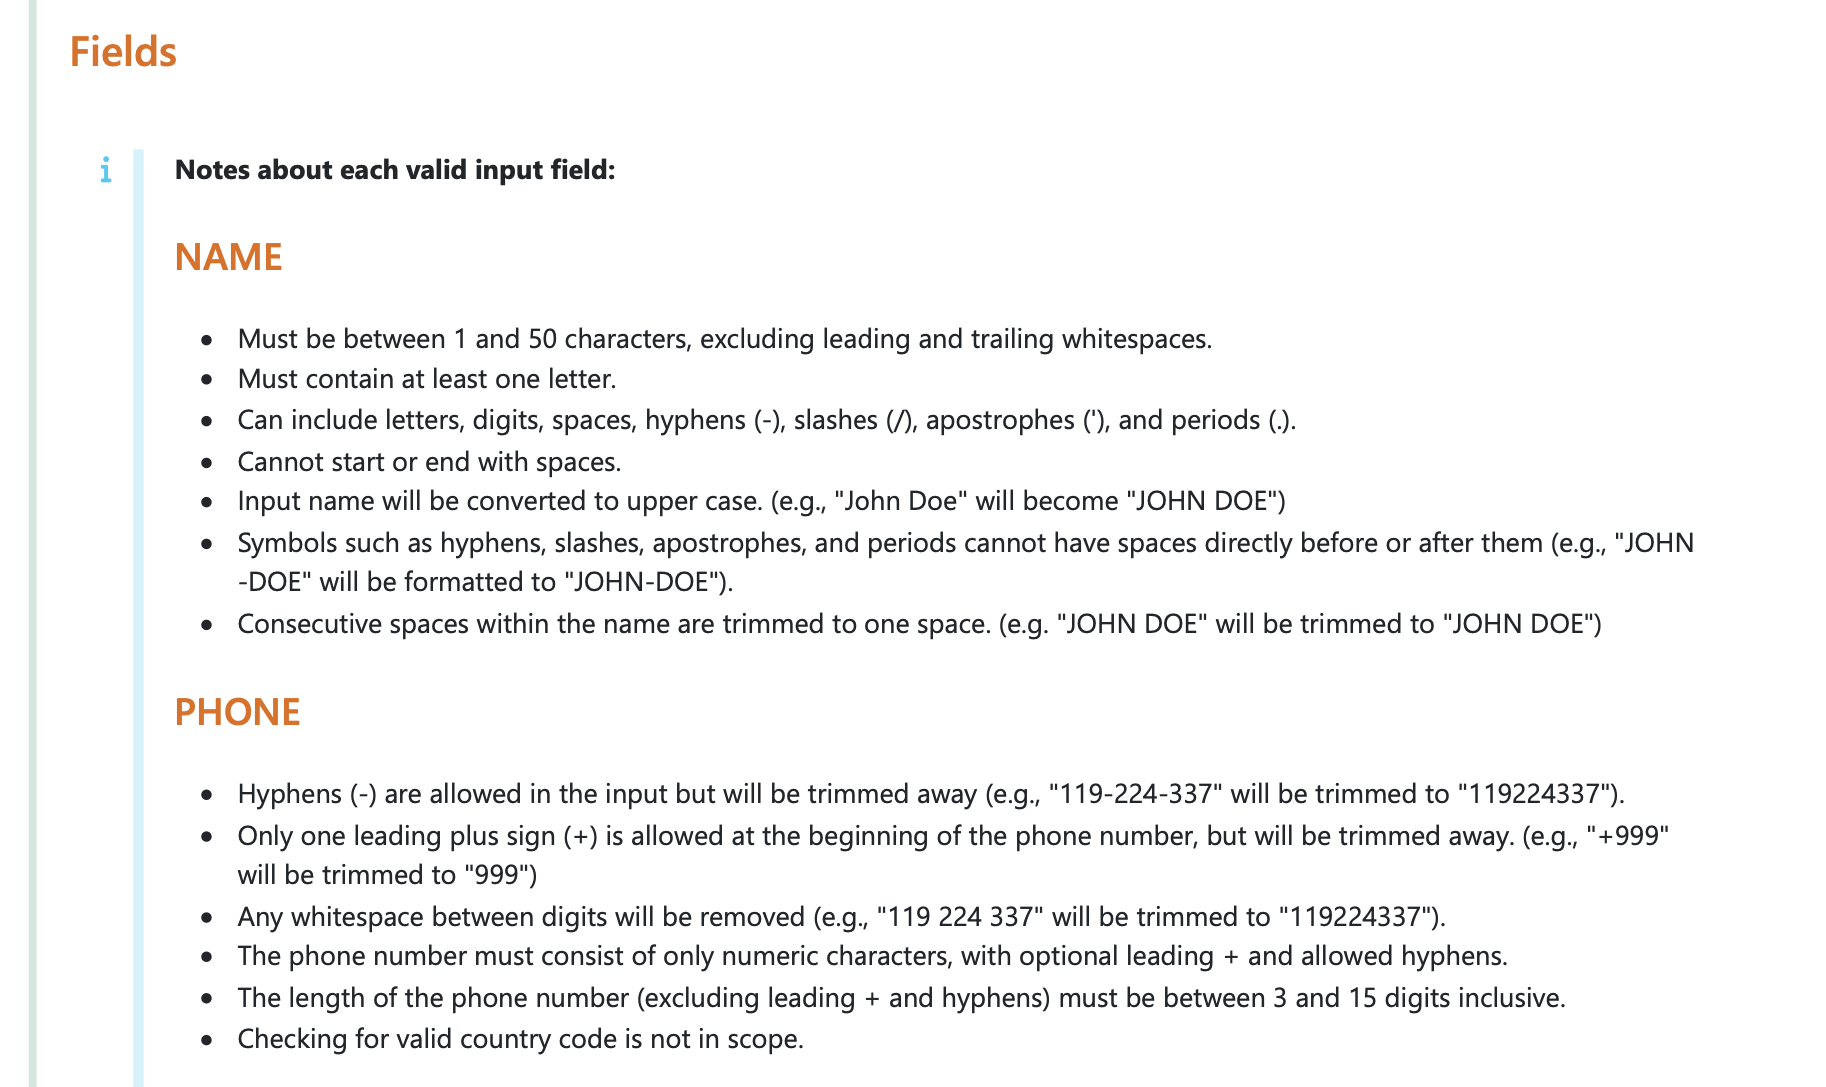 Fields
i
Notes about each valid input field:
NAME
• Must be between 1 and 50 characters, excluding leading and trailing whitespaces.
• Must contain at least one letter.
• Can include letters, digits, spaces, hyphens (-), slashes (/), apostrophes ('), and periods (.).
• Cannot start or end with spaces.
• Input name will be converted to upper case. (e.g., "John Doe" will become "JOHN DOE")
• Symbols such as hyphens, slashes, apostrophes, and periods cannot have spaces directly before or after them (e.g., "JOHN
-DOE" will be formatted to "JOHN-DOE").
• Consecutive spaces within the name are trimmed to one space. (e.g. "JOHN DOE" will be trimmed to "JOHN DOE")
PHONE
• Hyphens (-) are allowed in the input but will be trimmed away (e.g., "119-224-337" will be trimmed to "119224337").
• Only one leading plus sign (+) is allowed at the beginning of the phone number, but will be trimmed away. (e.g., "+999"
will be trimmed to "999")
• Any whitespace between digits will be removed (e.g., "119 224 337" will be trimmed to "119224337").
• The phone number must consist of only numeric characters, with optional leading + and allowed hyphens.
• The length of the phone number (excluding leading + and hyphens) must be between 3 and 15 digits inclusive.
• Checking for valid country code is not in scope.